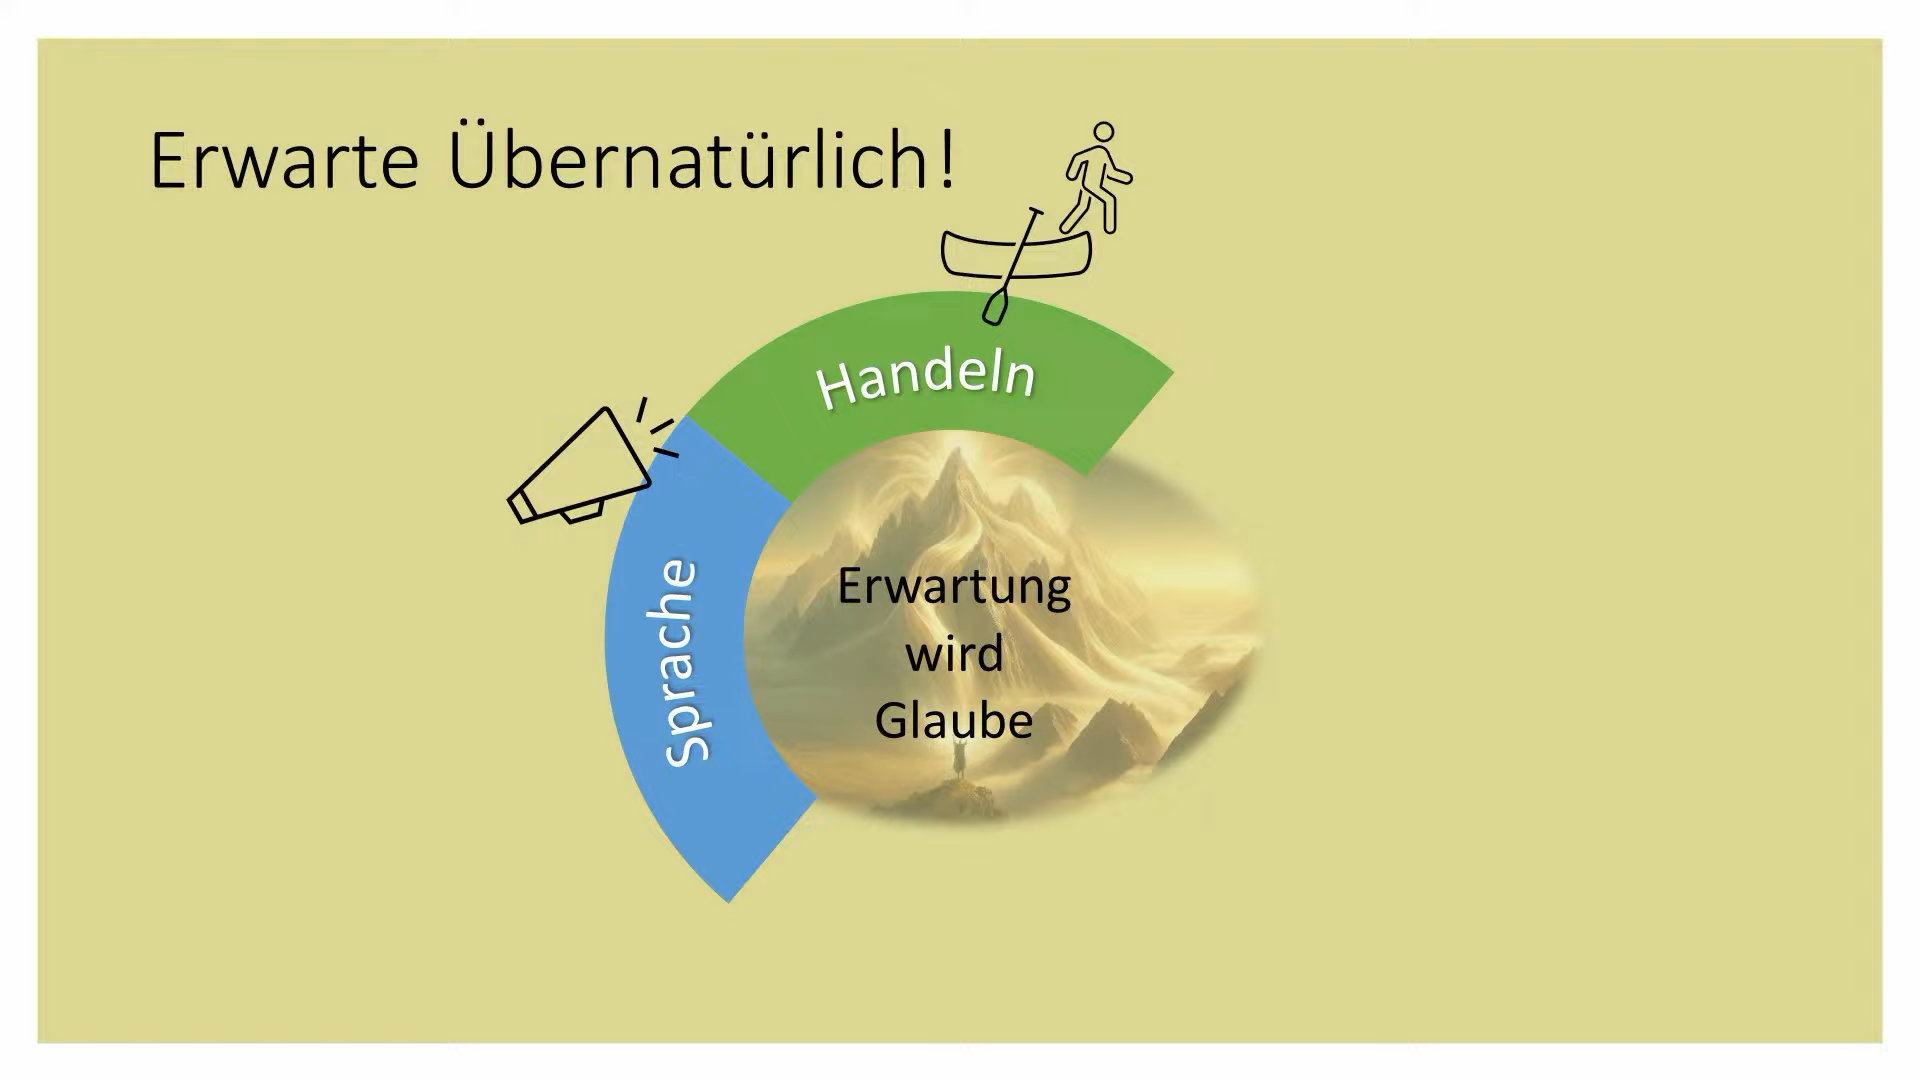 Erwarte Übernatürlich!
Handeln
Sprache
Erwartung
wird
Glaube